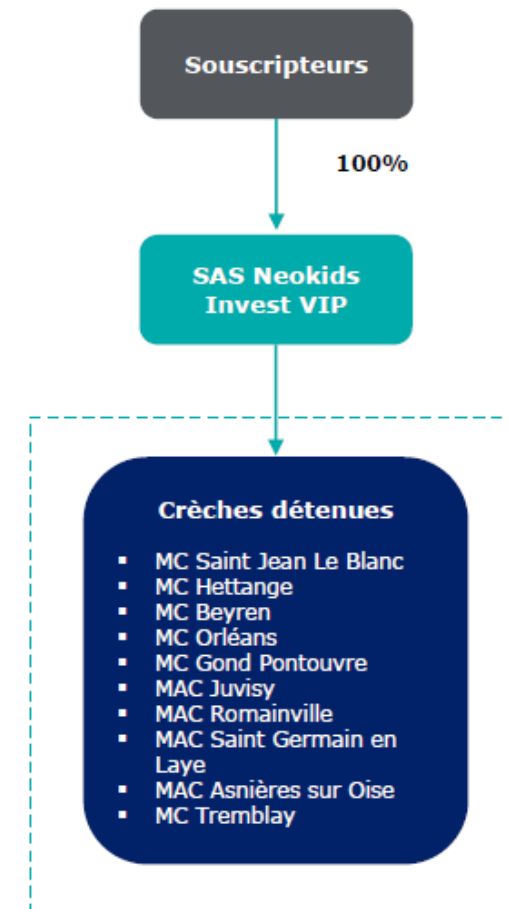 Souscripteurs
100%
SAS Neokids
Invest VIP
Crèches détenues
▪ MC Saint Jean Le Blanc
▪ MC Hettange
▪ MC Beyren
▪ MC Orléans
▪ MC Gond Pontouvre
▪ MAC Juvisy
▪ MAC Romainville
▪ MAC Saint Germain en
Laye
▪ MAC Asnières sur Oise
▪ MC Tremblay